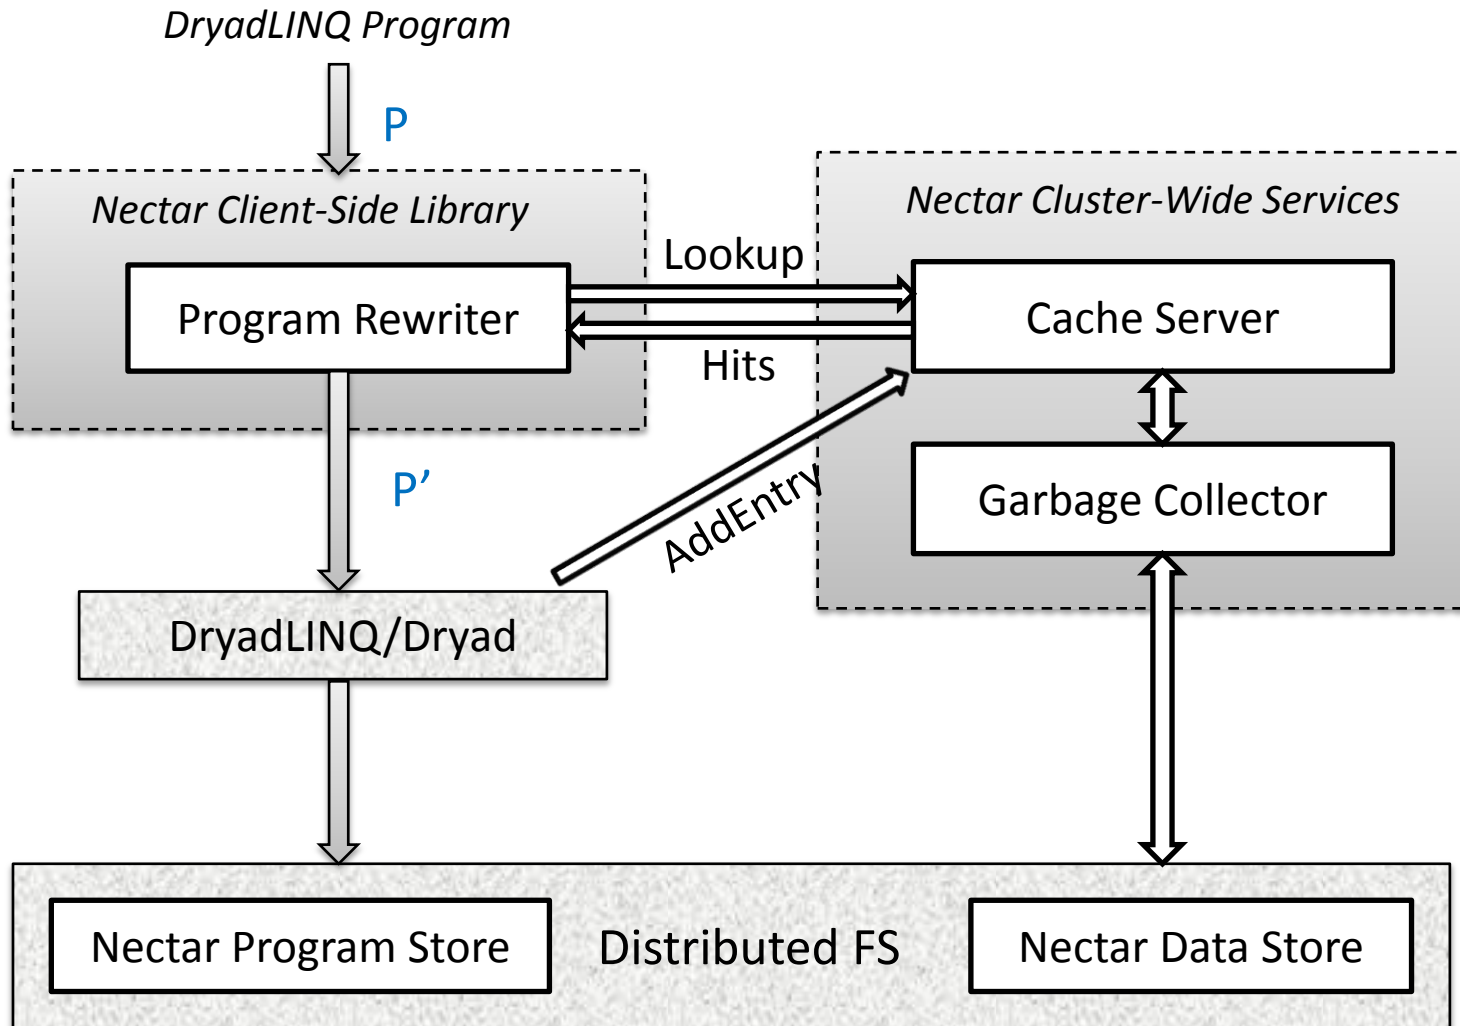 DryadLINQ Program
P
Nectar Client-Side Library
Program Rewriter
Lookup
Hits
Nectar Cluster-Wide Services
Cache Server
Garbage Collector
AddEntry
P’
DryadLINQ/Dryad
Nectar Program Store
Distributed FS
Nectar Data Store